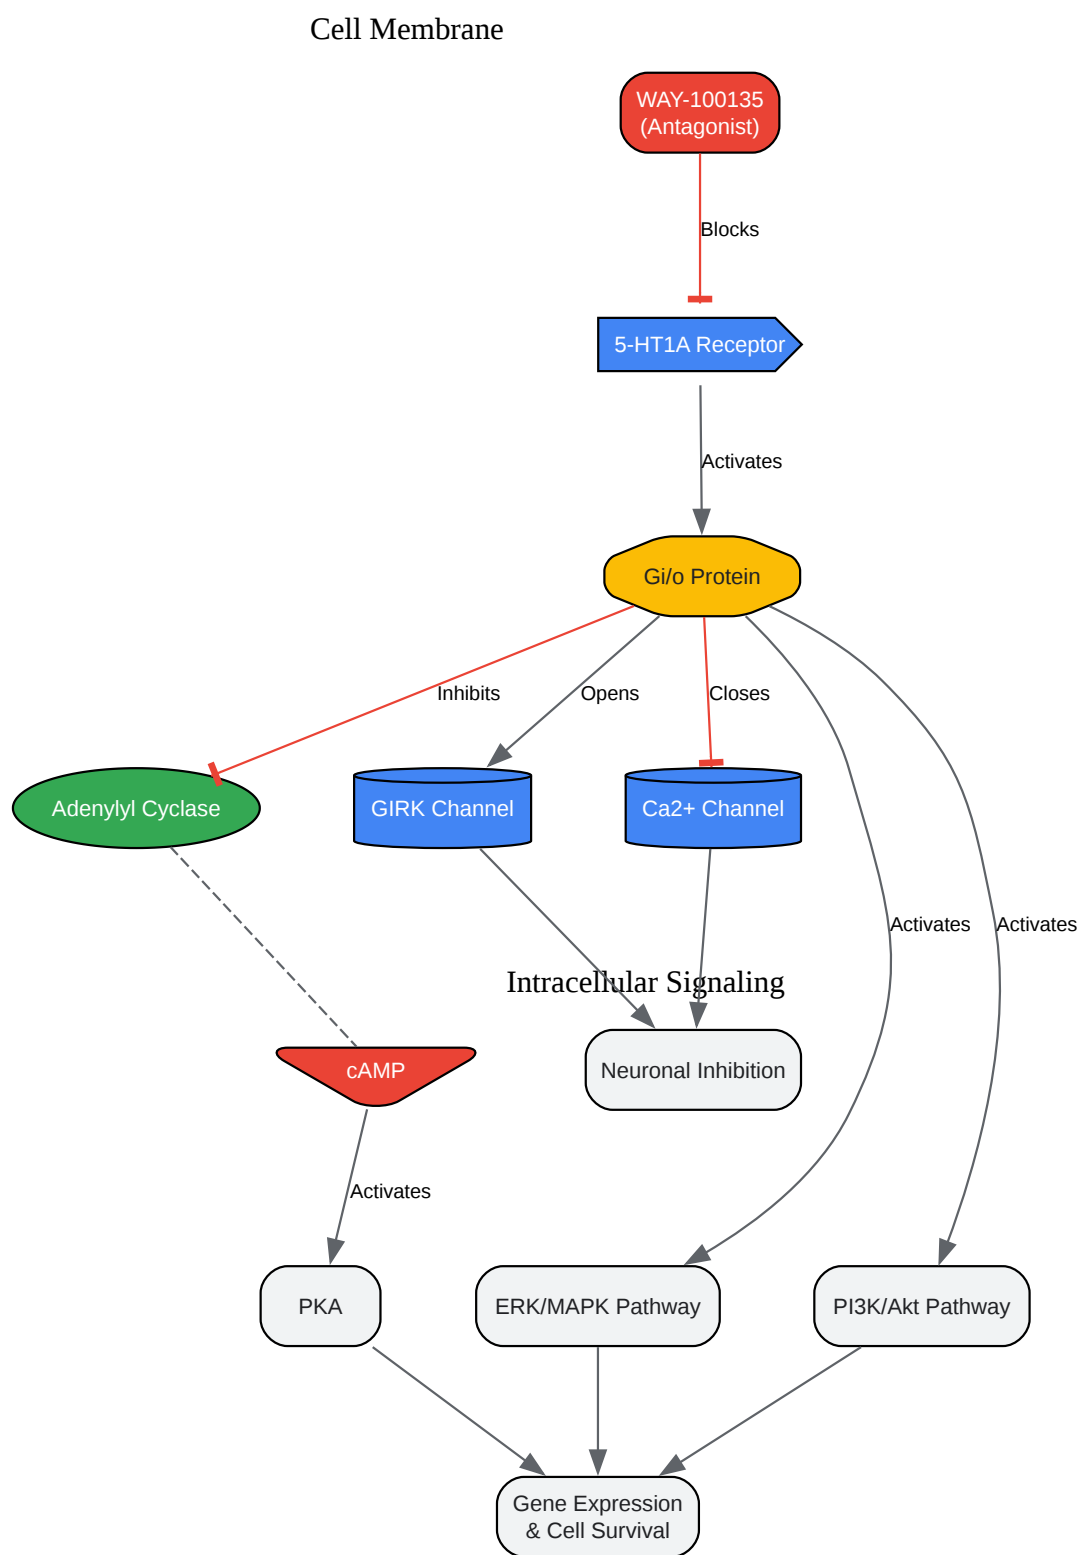 Cell Membrane
WAY-100135
(Antagonist)
Blocks
5-HT1A Receptor
Activates
Gi/o Protein
Inhibits
Opens
Closes
Adenylyl Cyclase
GIRK Channel
Ca2+ Channel
Activates
Activates
Intracellular Signaling
cAMP
Neuronal Inhibition
Activates
PKA
ERK/MAPK Pathway
PI3K/Akt Pathway
Gene Expression
& Cell Survival